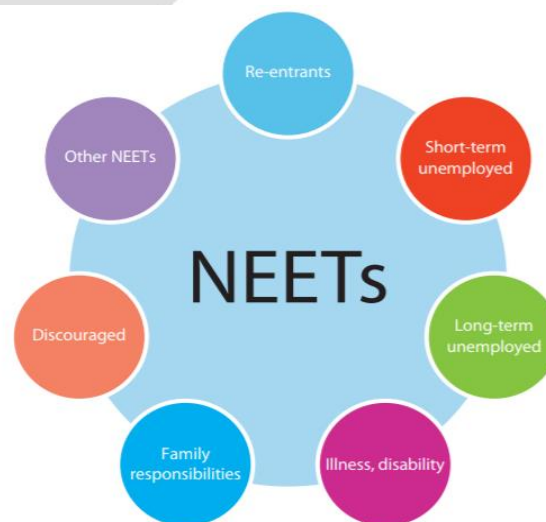 Re-entrants
Short-term
unemployed
Long-term
unemployed
Illness, disability
Family
responsibilities
Discouraged
Other NEETs
NEETs